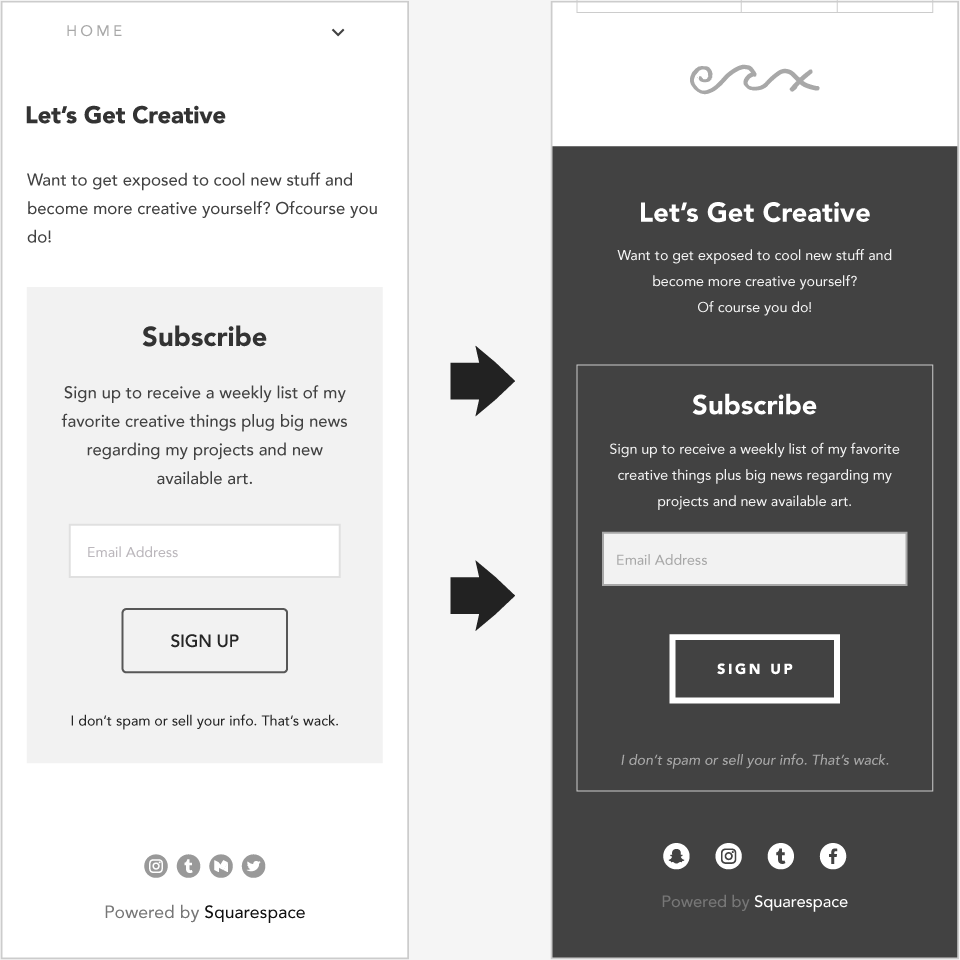 HOME
Let's Get Creative
Want to get exposed to cool new stuff and
become more creative yourself? Ofcourse you
do!
Subscribe
Sign up to receive a weekly list of my
favorite creative things plug big news
regarding my projects and new
available art.
Email Address
SIGN UP
I don't spam or sell your info. That's wack.
Powered by Squarespace
Let's Get Creative
Want to get exposed to cool new stuff and
become more creative yourself?
Of course you do!
Subscribe
Sign up to receive a weekly list of my favorite
creative things plus big news regarding my
projects and new available art.
Email Address
SIGN UP
I don't spam or sell your info. That's wack.
Powered by Squarespace